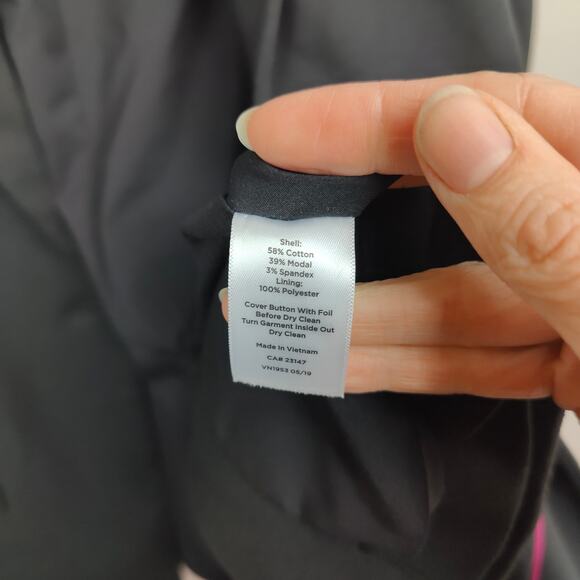 Shell:
58% Cotton
39% Modal
3% Spandex
Lining:
100% Polyester
Cover Button With Foil
Before Dry Clean
Turn Garment Inside Out
Dry Clean
Made in Vietnam
CA# 23147
VN1953 05/19